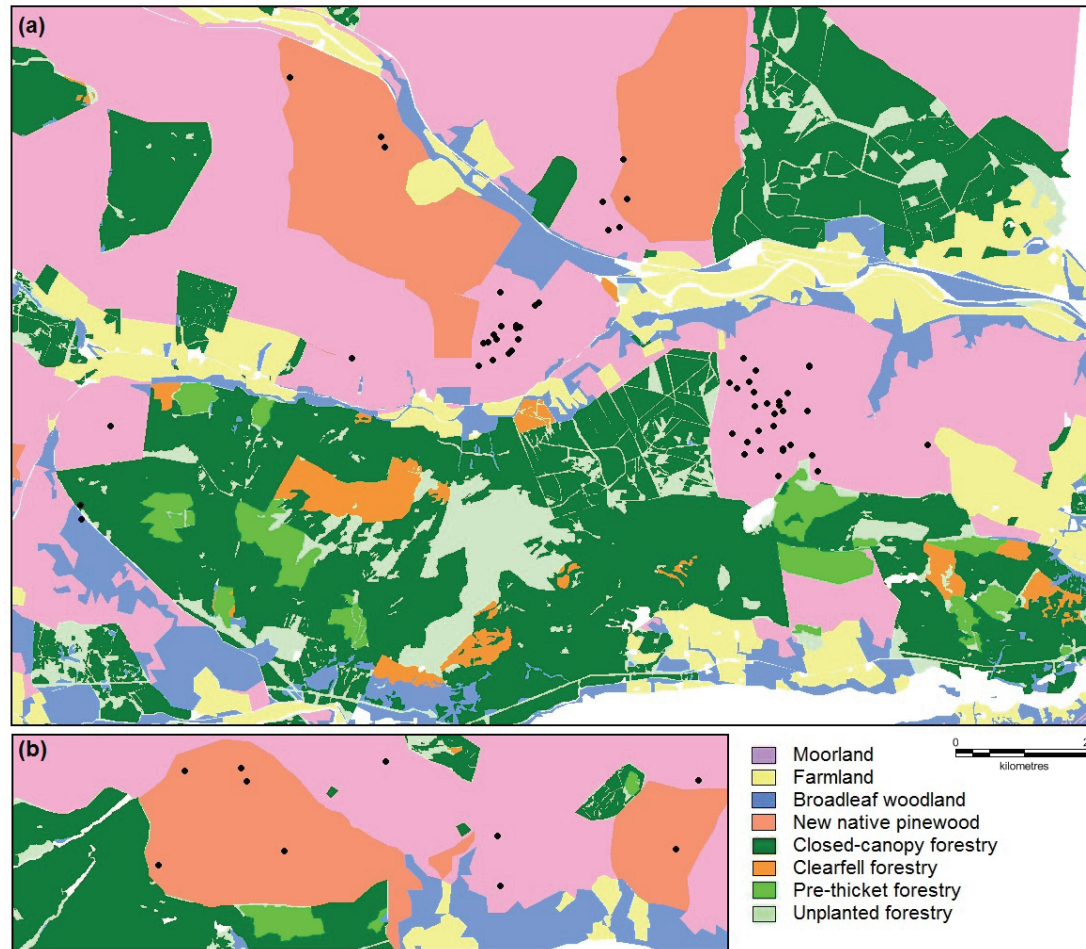 (a)
(b)
Moorland
Farmland
Broadleaf woodland
New native pinewood
Closed-canopy forestry
Clearfell forestry
Pre-thicket forestry
Unplanted forestry
0 2
kilometres